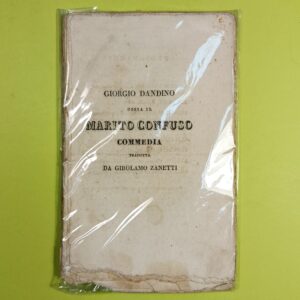 GIORGIO DANDINO
OSSIA IL
MARITO CONFUSO
COMMEDIA
TRADOTTA
DA GIROLAMO ZANETTI